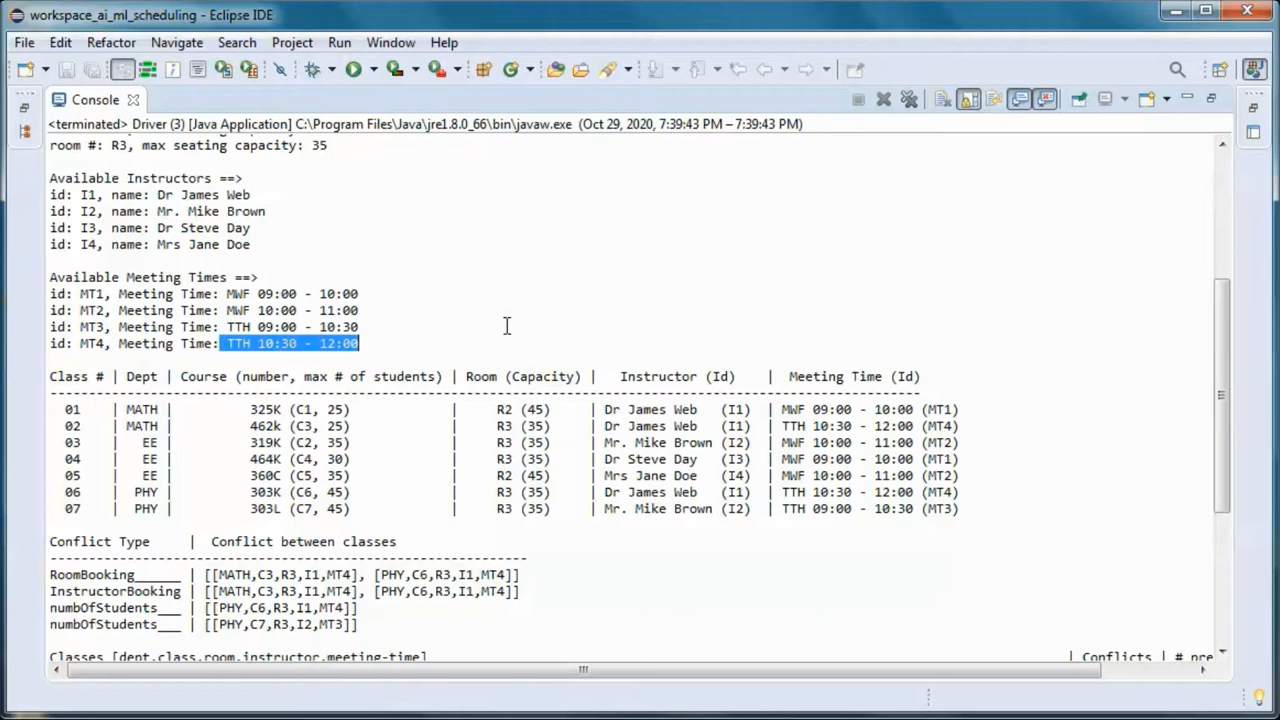 workspace_ai_ml_scheduling - Eclipse IDE
File Edit Refactor Navigate Search Project Run Window Help
Console
<terminated> Driver (3) [Java Application] C:\Program Files\Java\jre1.8.0_66\bin\javaw.exe (Oct 29, 2020, 7:39:43 PM – 7:39:43 PM)
room #: R3, max seating capacity: 35
Available Instructors ==>
id: I1, name: Dr James Web
id: I2, name: Mr. Mike Brown
id: I3, name: Dr Steve Day
id: I4, name: Mrs Jane Doe
Available Meeting Times ==>
id: MT1, Meeting Time: MWF 09:00 - 10:00
id: MT2, Meeting Time: MWF 10:00 - 11:00
id: MT3, Meeting Time: TTH 09:00 - 10:30
id: MT4, Meeting Time: TTH 10:30 - 12:00
Class # | Dept | Course (number, max # of students) | Room (Capacity) | Instructor (Id) | Meeting Time (Id)
01 | MATH | 325K (C1, 25) | R2 (45) | Dr James Web (I1) | MWF 09:00 - 10:00 (MT1)
02 | MATH | 462k (C3, 25) | R3 (35) | Dr James Web (I1) | TTH 10:30 - 12:00 (MT4)
03 | EE | 319K (C2, 35) | R3 (35) | Mr. Mike Brown (I2) | MWF 10:00 - 11:00 (MT2)
04 | EE | 464K (C4, 30) | R3 (35) | Dr Steve Day (I3) | MWF 09:00 - 10:00 (MT1)
05 | EE | 360C (C5, 35) | R2 (45) | Mrs Jane Doe (I4) | MWF 10:00 - 11:00 (MT2)
06 | PHY | 303K (C6, 45) | R3 (35) | Dr James Web (I1) | TTH 10:30 - 12:00 (MT4)
07 | PHY | 303L (C7, 45) | R3 (35) | Mr. Mike Brown (I2) | TTH 09:00 - 10:30 (MT3)
Conflict Type | Conflict between classes
RoomBooking______ | [[MATH,C3,R3,I1,MT4], [PHY,C6,R3,I1,MT4]]
InstructorBooking | [[MATH,C3,R3,I1,MT4], [PHY,C6,R3,I1,MT4]]
numbOfStudents___ | [[PHY,C6,R3,I1,MT4]]
numbOfStudents___ | [[PHY,C7,R3,I2,MT3]]
Classes [dept,class,room,instructor,meeting-time] | Conflicts | # pre